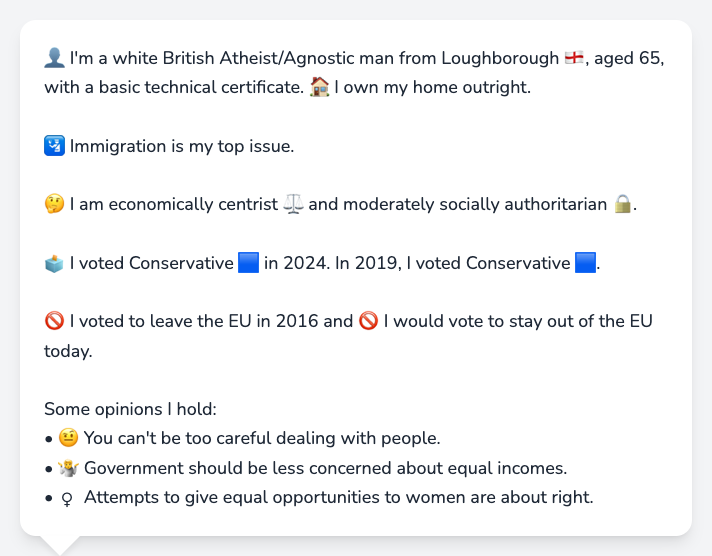 👤 I'm a white British Atheist/Agnostic man from Loughborough 🏴󠁧󠁢󠁥󠁮󠁧󠁿, aged 65,
with a basic technical certificate. 🏠 I own my home outright.
🛂 Immigration is my top issue.
🤔 I am economically centrist ⚖️ and moderately socially authoritarian 🔒.
🗳️ I voted Conservative 🟦 in 2024. In 2019, I voted Conservative 🟦.
🚫 I voted to leave the EU in 2016 and 🚫 I would vote to stay out of the EU
today.
Some opinions I hold:
• 🤨 You can't be too careful dealing with people.
• 🤷 Government should be less concerned about equal incomes.
• ♀ Attempts to give equal opportunities to women are about right.